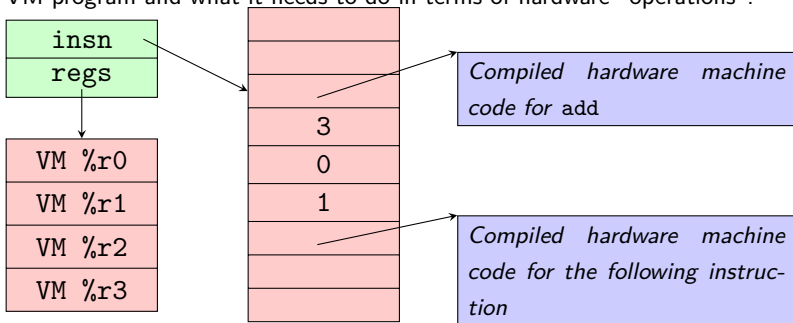 VM program and what it needs to do in terms of hardware “operations”.
insn
regs
VM %r0
VM %r1
VM %r2
VM %r3
3
0
1
Compiled hardware machine
code for add
Compiled hardware machine
code for the following instruc-
tion